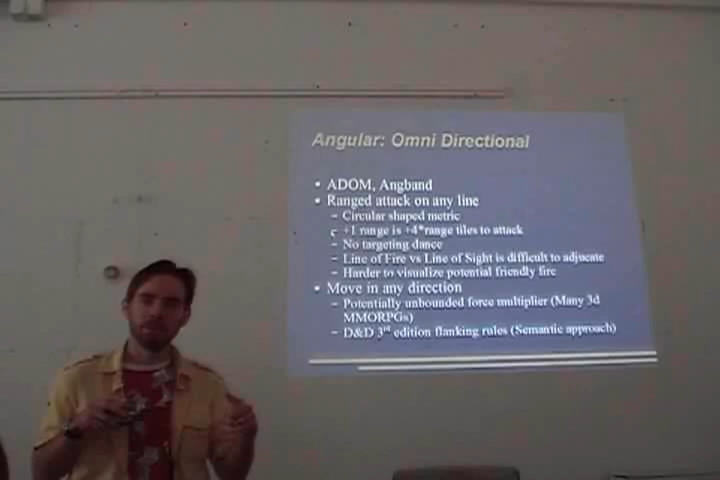 Angular: Omni Directional
• ADOM, Angband
• Ranged attack on any line
– Circular shaped metric
– +1 range is +4*range tiles to attack
– No targeting dance
– Line of Fire vs Line of Sight is difficult to adjucate
– Harder to visualize potential friendly fire
• Move in any direction
– Potentially unbounded force multiplier (Many 3d
MMORPGs)
– D&D 3rd edition flanking rules (Semantic approach)